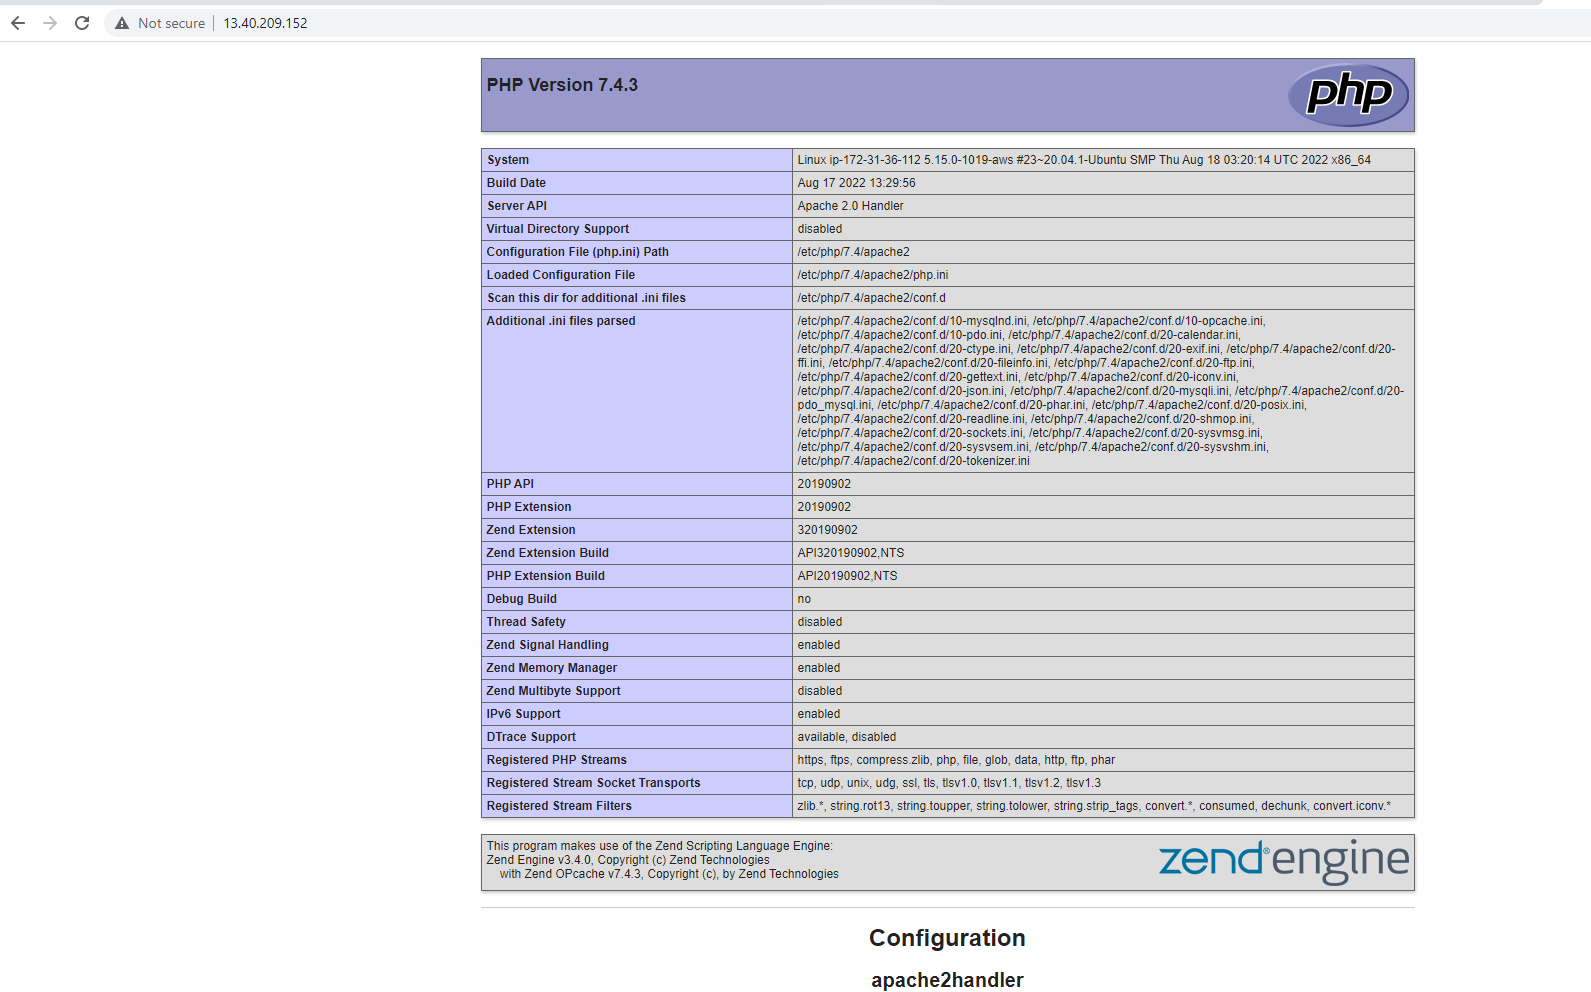 Not secure | 13.40.209.152
PHP Version 7.4.3
php
System Linux ip-172-31-36-112 5.15.0-1019-aws #23~20.04.1-Ubuntu SMP Thu Aug 18 03:20:14 UTC 2022 x86_64
Build Date Aug 17 2022 13:29:56
Server API Apache 2.0 Handler
Virtual Directory Support disabled
Configuration File (php.ini) Path /etc/php/7.4/apache2
Loaded Configuration File /etc/php/7.4/apache2/php.ini
Scan this dir for additional .ini files /etc/php/7.4/apache2/conf.d
Additional .ini files parsed /etc/php/7.4/apache2/conf.d/10-mysqlnd.ini, /etc/php/7.4/apache2/conf.d/10-opcache.ini,
/etc/php/7.4/apache2/conf.d/10-pdo.ini, /etc/php/7.4/apache2/conf.d/20-calendar.ini,
/etc/php/7.4/apache2/conf.d/20-ctype.ini, /etc/php/7.4/apache2/conf.d/20-exif.ini, /etc/php/7.4/apache2/conf.d/20-
ffi.ini, /etc/php/7.4/apache2/conf.d/20-fileinfo.ini, /etc/php/7.4/apache2/conf.d/20-ftp.ini,
/etc/php/7.4/apache2/conf.d/20-gettext.ini, /etc/php/7.4/apache2/conf.d/20-iconv.ini,
/etc/php/7.4/apache2/conf.d/20-json.ini, /etc/php/7.4/apache2/conf.d/20-mysqli.ini, /etc/php/7.4/apache2/conf.d/20-
pdo_mysql.ini, /etc/php/7.4/apache2/conf.d/20-phar.ini, /etc/php/7.4/apache2/conf.d/20-posix.ini,
/etc/php/7.4/apache2/conf.d/20-readline.ini, /etc/php/7.4/apache2/conf.d/20-shmop.ini,
/etc/php/7.4/apache2/conf.d/20-sockets.ini, /etc/php/7.4/apache2/conf.d/20-sysvmsg.ini,
/etc/php/7.4/apache2/conf.d/20-sysvsem.ini, /etc/php/7.4/apache2/conf.d/20-sysvshm.ini,
/etc/php/7.4/apache2/conf.d/20-tokenizer.ini
PHP API 20190902
PHP Extension 20190902
Zend Extension 320190902
Zend Extension Build API320190902,NTS
PHP Extension Build API20190902,NTS
Debug Build no
Thread Safety disabled
Zend Signal Handling enabled
Zend Memory Manager enabled
Zend Multibyte Support disabled
IPv6 Support enabled
DTrace Support available, disabled
Registered PHP Streams https, ftps, compress.zlib, php, file, glob, data, http, ftp, phar
Registered Stream Socket Transports tcp, udp, unix, udg, ssl, tls, tlsv1.0, tlsv1.1, tlsv1.2, tlsv1.3
Registered Stream Filters zlib.*, string.rot13, string.toupper, string.tolower, string.strip_tags, convert.*, consumed, dechunk, convert.iconv.*
This program makes use of the Zend Scripting Language Engine:
Zend Engine v3.4.0, Copyright (c) Zend Technologies
with Zend OPcache v7.4.3, Copyright (c), by Zend Technologies
zend® engine
Configuration
apache2handler